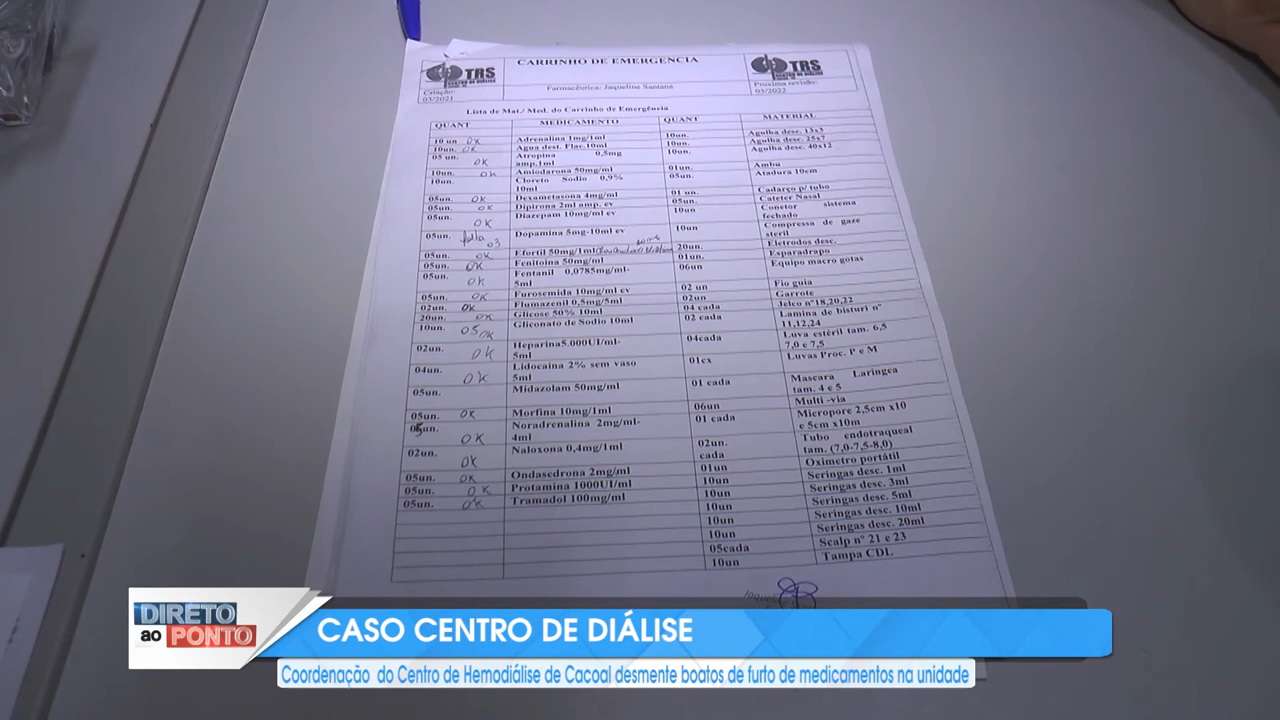 TRS
CENTRO DE DIÁLISE
CARRINHO DE EMERGÊNCIA
TRS
CENTRO DE DIÁLISE
Criação:
03/2021
Farmacêutica: Jaqueline Santana
Proxima revisão:
03/2022
Lista de Mat./ Med. do Carrinho de Emergência
QUANT MEDICAMENTO QUANT MATERIAL
10 un OK Adrenalina 1mg/1ml 10un. Agulha desc. 13x3
10un. OK Agua dest. Flac.10ml 10un. Agulha desc. 25x7
05 un. OK Atropina 0,5mg 10un. Agulha desc. 40x12
amp.1ml
10un. OK Amiodarona 50mg/ml 01un. Ambu
10un. Cloreto Sodio 0,9% 05un. Atadura 10cm
10ml
05un. OK Dexametasona 4mg/ml 01 un. Cadarço p/ tubo
05un. OK Dipirona 2ml amp. ev 05un. Cateter Nasal
05un. OK Diazepam 10mg/ml ev 10un Conetor sistema
fechado
05un. falta 03 Dopamina 5mg-10ml ev 10un Compressa de gaze
steril
05un. OK Efortil 50mg/1ml 20un. Eletrodos desc.
05un. OK Fenitoina 50mg/ml 01un. Esparadrapo
05un. OK Fentanil 0,0785mg/ml- 06un Equipo macro gotas
5ml
05un. OK Furosemida 10mg/ml ev 02 un Fio guia
02un. OK Flumazenil 0,5mg/5ml 02un Garrote
20un. OK Glicose 50% 10ml 04 cada Jelco nº18,20,22
10un. 05 OK Gliconato de Sodio 10ml 02 cada Lamina de bisturi nº
11,12,24
02un. OK Heparina5.000UI/ml- 04cada Luva estéril tam. 6,5
5ml 7,0 e 7,5
04un. OK Lidocaina 2% sem vaso 01cx Luvas Proc. P e M
5ml
05un. Midazolam 50mg/ml 01 cada Mascara Laringea
tam. 4 e 5
05un. OK Morfina 10mg/1ml 06un Multi -via
05un. OK Noradrenalina 2mg/ml- 01 cada Micropore 2,5cm x10
4ml e 5cm x10m
02un. OK Naloxona 0,4mg/1ml 02un. Tubo endotraqueal
cada tam. (7,0-7,5-8,0)
05un. OK Ondasedrona 2mg/ml 01un Oximetro portátil
05un. OK Protamina 1000UI/ml 10un Seringas desc. 1ml
05un. OK Tramadol 100mg/ml 10un Seringas desc. 3ml
10un Seringas desc. 5ml
10un Seringas desc. 10ml
10un Seringas desc. 20ml
05cada Scalp nº 21 e 23
10un Tampa CDL
DIRETO
ao PONTO
CASO CENTRO DE DIÁLISE
Coordenação do Centro de Hemodiálise de Cacoal desmente boatos de furto de medicamentos na unidade